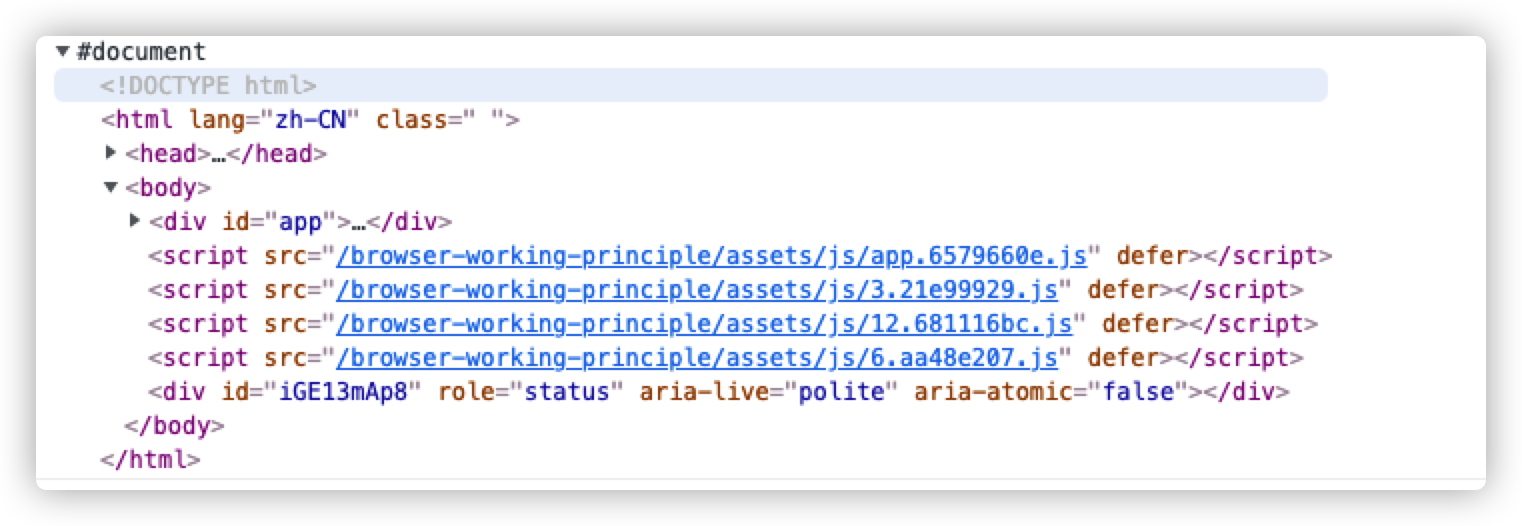 ▼ #document
<!DOCTYPE html>
<html lang="zh-CN" class=" ">
▶ <head>…</head>
▼ <body>
▶ <div id="app">…</div>
<script src="/browser-working-principle/assets/js/app.6579660e.js" defer></script>
<script src="/browser-working-principle/assets/js/3.21e99929.js" defer></script>
<script src="/browser-working-principle/assets/js/12.681116bc.js" defer></script>
<script src="/browser-working-principle/assets/js/6.aa48e207.js" defer></script>
<div id="iGE13mAp8" role="status" aria-live="polite" aria-atomic="false"></div>
</body>
</html>